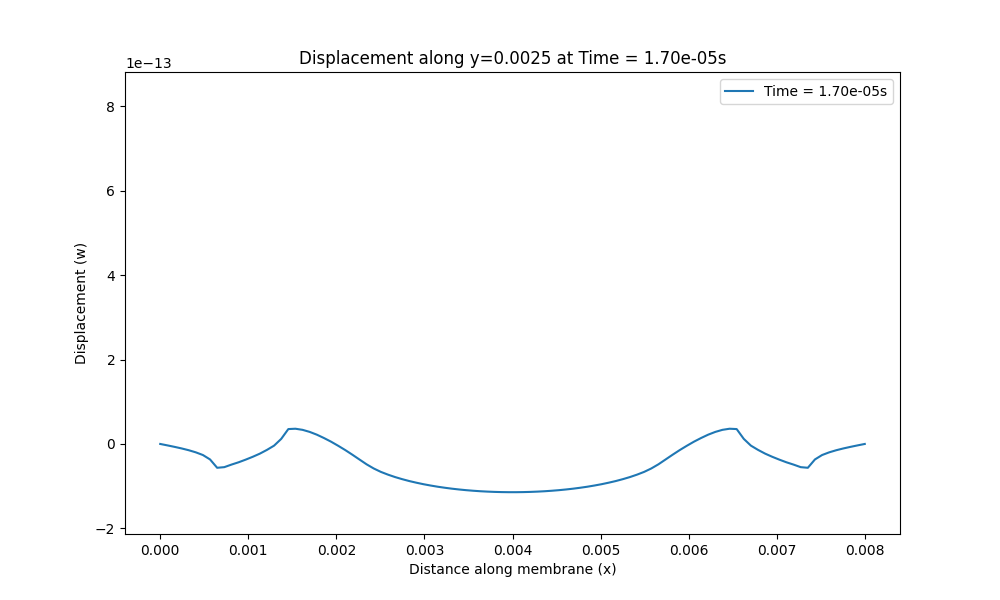 Displacement along y=0.0025 at Time = 1.70e-05s
1e−13
Time = 1.70e-05s
8
6
4
2
0
−2
Displacement (w)
0.000 0.001 0.002 0.003 0.004 0.005 0.006 0.007 0.008
Distance along membrane (x)